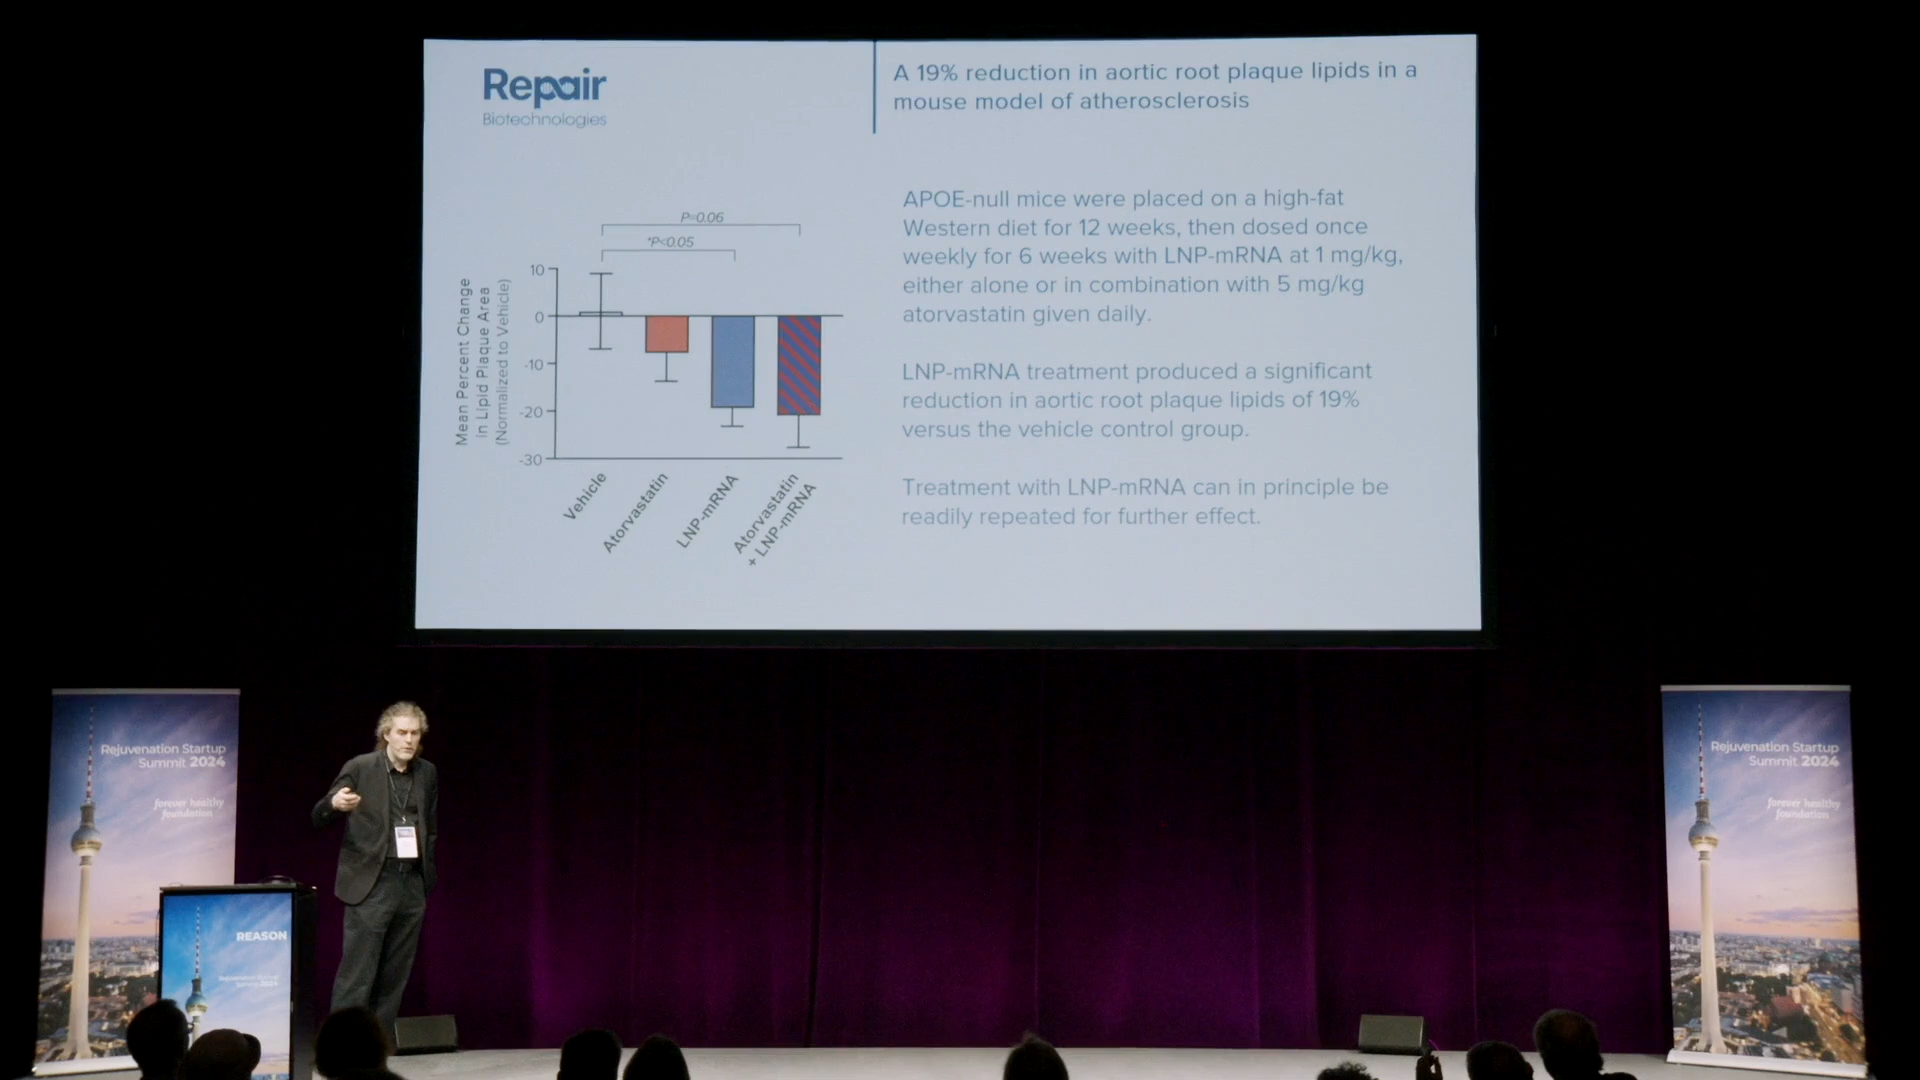 Repair
Biotechnologies
A 19% reduction in aortic root plaque lipids in a
mouse model of atherosclerosis
P=0.06
*P<0.05
Mean Percent Change
in Lipid Plaque Area
(Normalized to Vehicle)
10
0
-10
-20
-30
Vehicle
Atorvastatin
LNP-mRNA
Atorvastatin
+ LNP-mRNA
APOE-null mice were placed on a high-fat
Western diet for 12 weeks, then dosed once
weekly for 6 weeks with LNP-mRNA at 1 mg/kg,
either alone or in combination with 5 mg/kg
atorvastatin given daily.
LNP-mRNA treatment produced a significant
reduction in aortic root plaque lipids of 19%
versus the vehicle control group.
Treatment with LNP-mRNA can in principle be
readily repeated for further effect.
Rejuvenation Startup
Summit 2024
forever healthy
foundation
REASON
Rejuvenation Startup
Summit 2024
Rejuvenation Startup
Summit 2024
forever healthy
foundation